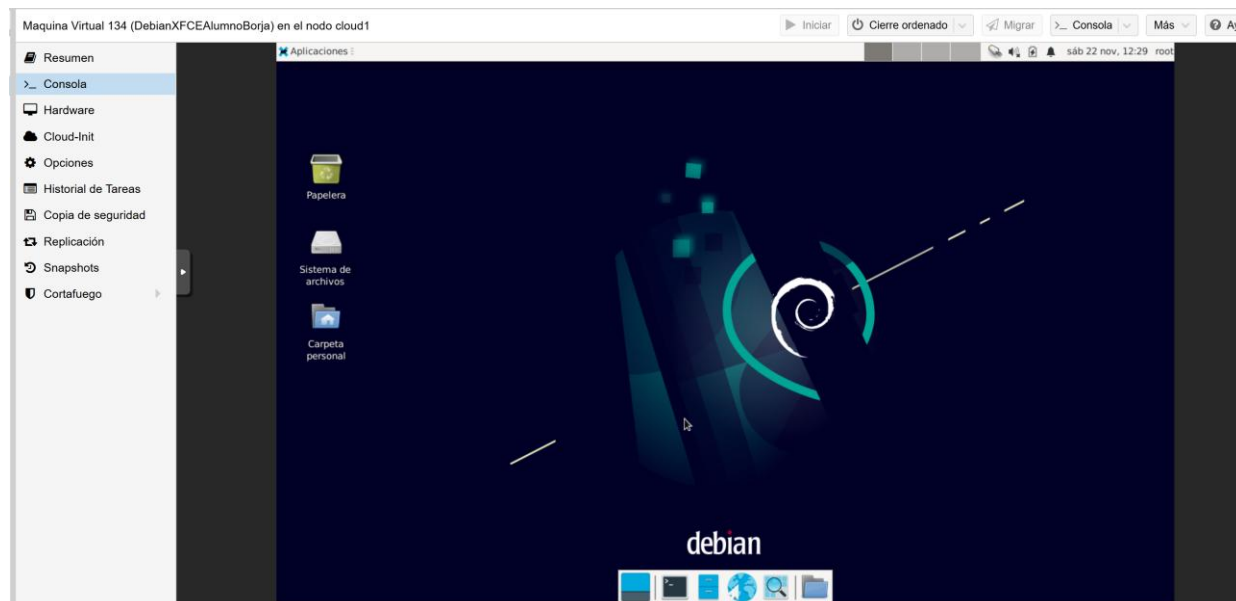 Maquina Virtual 134 (DebianXFCEAlumnoBorja) en el nodo cloud1
Iniciar
Cierre ordenado
Migrar
Consola
Más
Ay
Resumen
Consola
Hardware
Cloud-Init
Opciones
Historial de Tareas
Copia de seguridad
Replicación
Snapshots
Cortafuego
Aplicaciones
sáb 22 nov, 12:29 root
Papelera
Sistema de
archivos
Carpeta
personal
debian